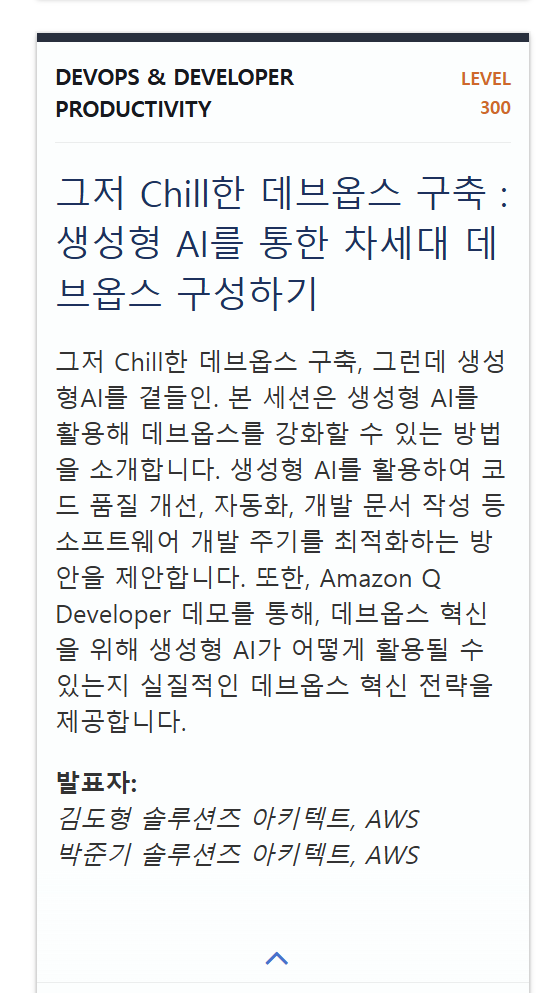 DEVOPS & DEVELOPER
PRODUCTIVITY
LEVEL
300
그저 Chill한 데브옵스 구축 :
생성형 AI를 통한 차세대 데
브옵스 구성하기
그저 Chill한 데브옵스 구축, 그런데 생성
형AI를 곁들인. 본 세션은 생성형 AI를
활용해 데브옵스를 강화할 수 있는 방법
을 소개합니다. 생성형 AI를 활용하여 코
드 품질 개선, 자동화, 개발 문서 작성 등
소프트웨어 개발 주기를 최적화하는 방
안을 제안합니다. 또한, Amazon Q
Developer 데모를 통해, 데브옵스 혁신
을 위해 생성형 AI가 어떻게 활용될 수
있는지 실질적인 데브옵스 혁신 전략을
제공합니다.
발표자:
김도형 솔루션즈 아키텍트, AWS
박준기 솔루션즈 아키텍트, AWS